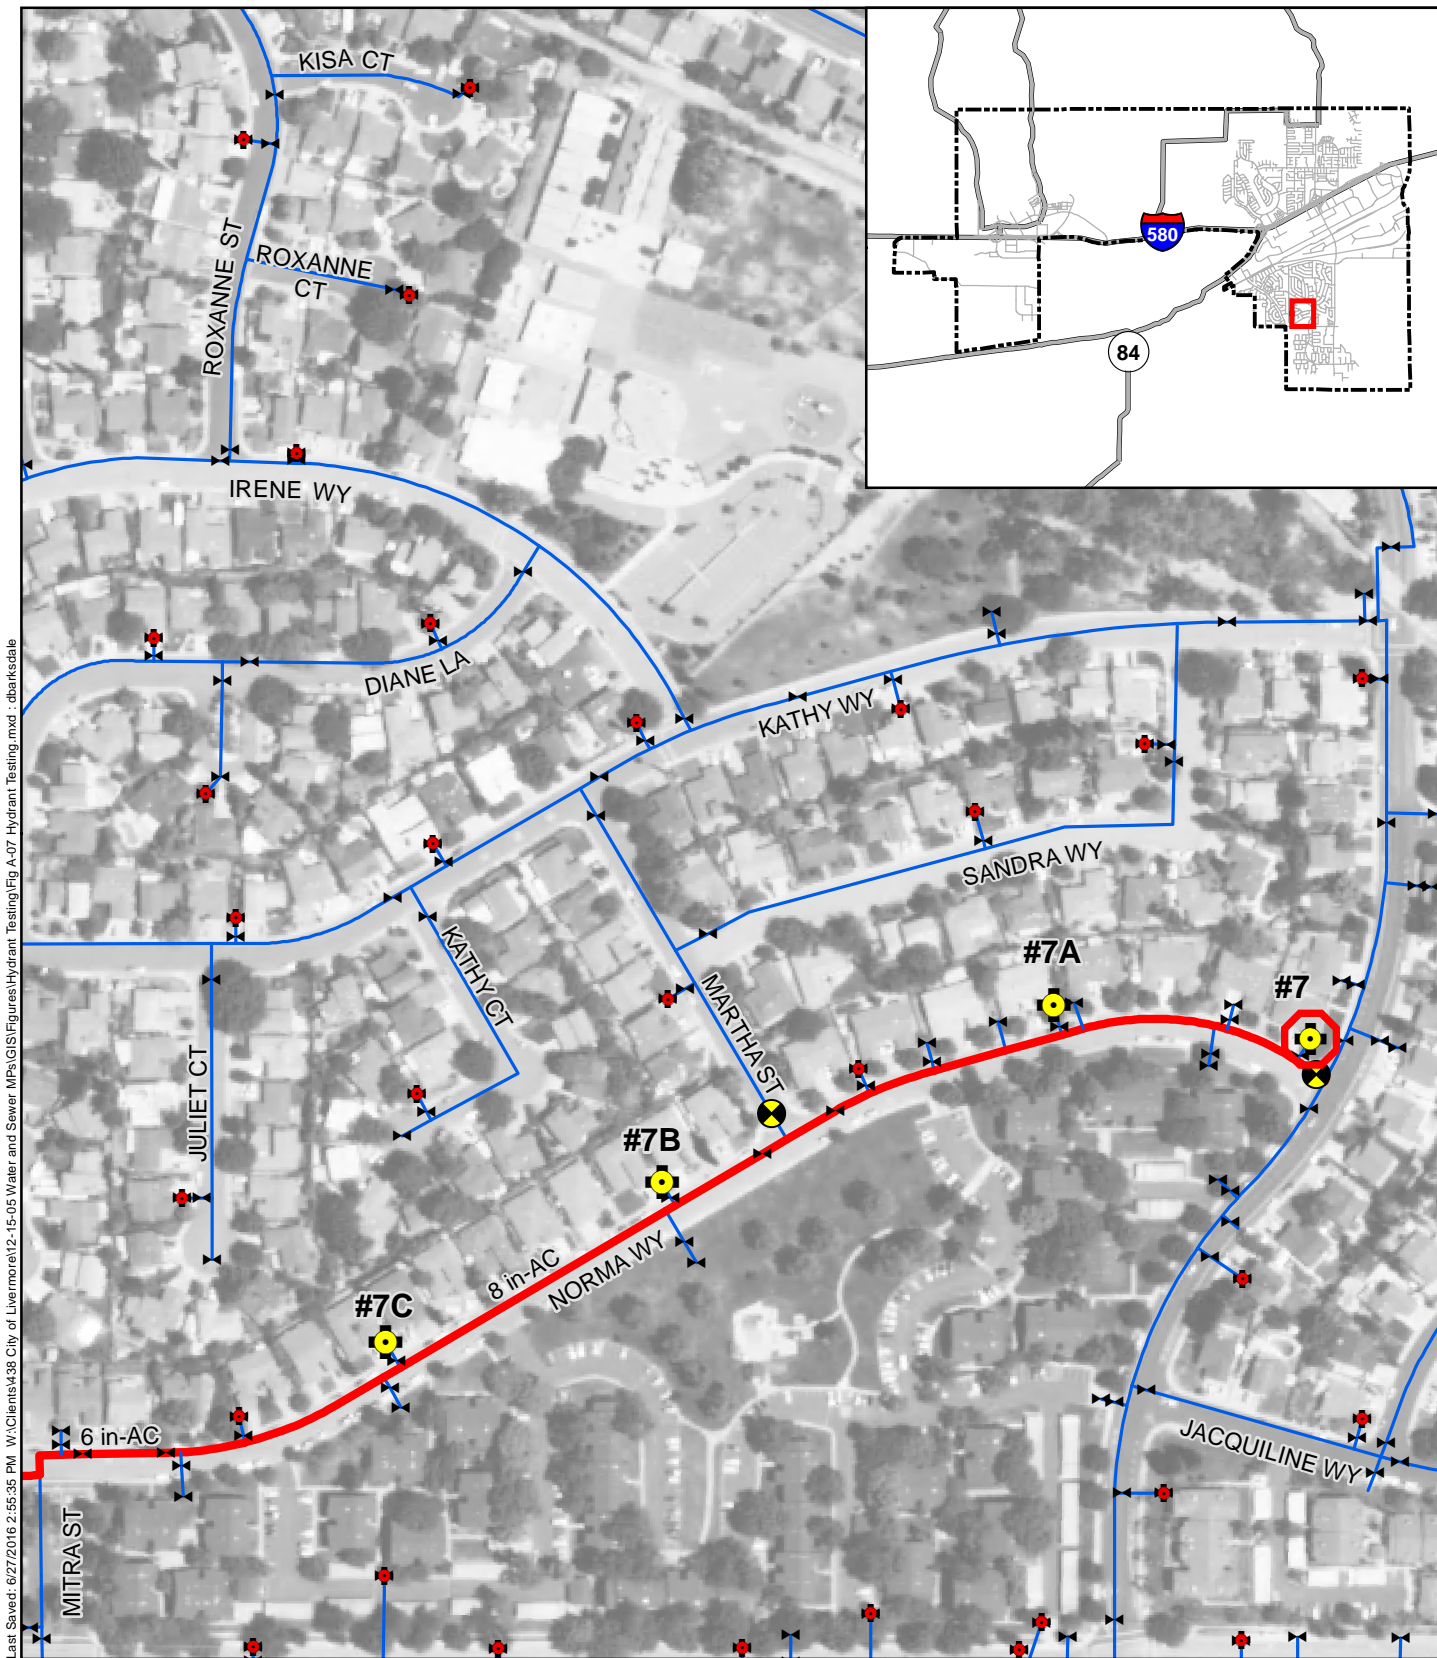 KISA CT
ROXANNE ST
ROXANNE
CT
580
84
IRENE WY
DIANE LA
KATHY WY
SANDRA WY
KATHY CT
MARTHA ST
#7A
#7
JULIET CT
#7B
8 in-AC
NORMA WY
#7C
6 in-AC
JACQUILINE WY
MITRA ST
Last Saved: 6/27/2016 2:55:35 PM W:\Clients\438 City of Livermore\12-15-05 Water and Sewer MPs\GIS\Figures\Hydrant Testing\Fig A-07 Hydrant Testing.mxd : dbarksdale